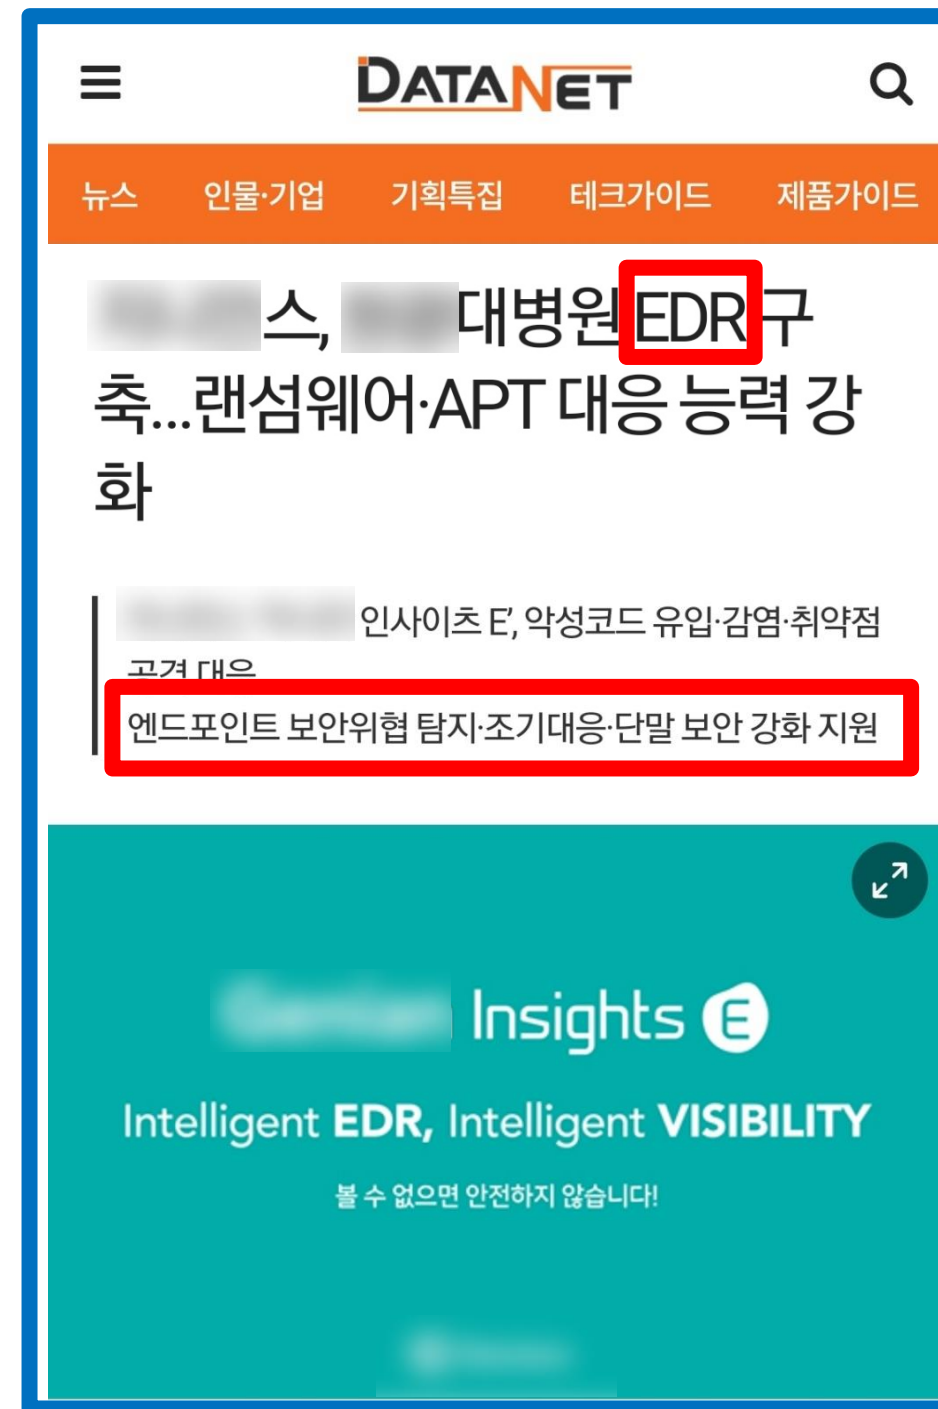 DATANET
뉴스 인물·기업 기획특집 테크가이드 제품가이드
스, 대병원 EDR 구
축...랜섬웨어·APT 대응 능력 강
화
인사이츠 E', 악성코드 유입·감염·취약점
공격 대응
엔드포인트 보안위협 탐지·조기대응·단말 보안 강화 지원
Insights E
Intelligent EDR, Intelligent VISIBILITY
볼 수 없으면 안전하지 않습니다!